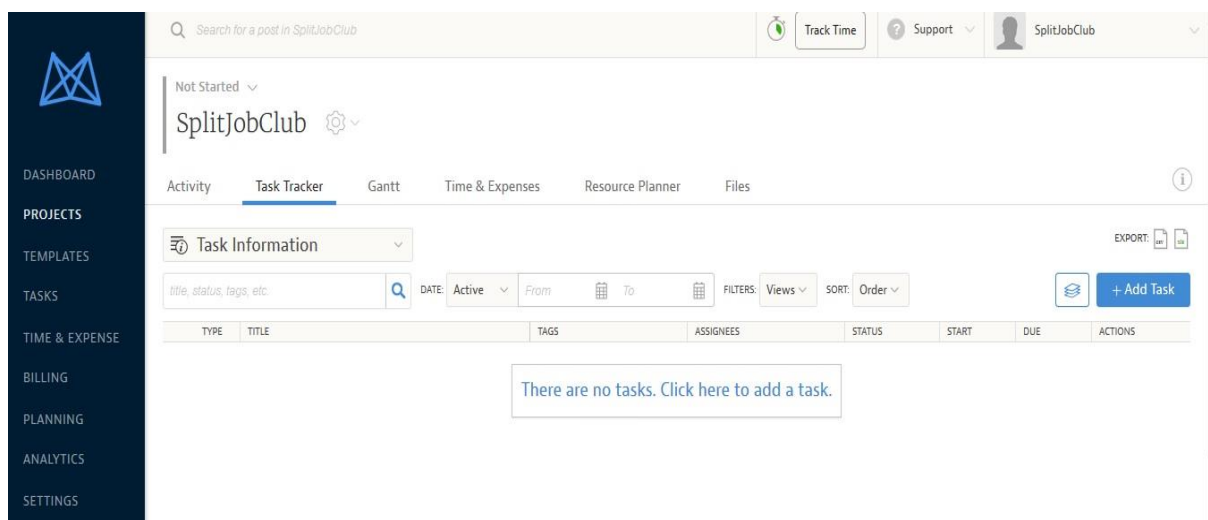 Search for a post in SplitJobClub
Track Time
Support
SplitJobClub
Not Started
SplitJobClub
DASHBOARD
PROJECTS
TEMPLATES
TASKS
TIME & EXPENSE
BILLING
PLANNING
ANALYTICS
SETTINGS
Activity Task Tracker Gantt Time & Expenses Resource Planner Files
Task Information
EXPORT:
title, status, tags, etc.
DATE: Active From To FILTERS: Views SORT: Order
+ Add Task
TYPE TITLE TAGS ASSIGNEES STATUS START DUE ACTIONS
There are no tasks. Click here to add a task.